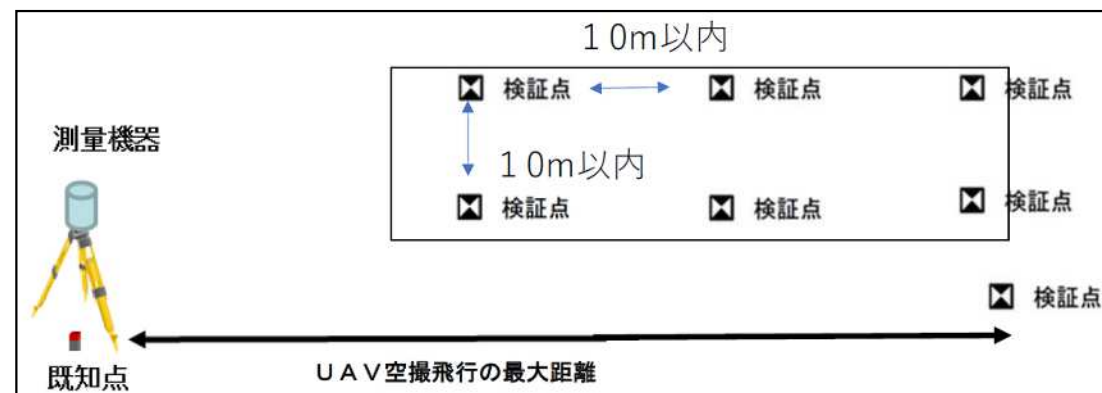 １０m以内
検証点 検証点 検証点
測量機器
１０m以内
検証点 検証点 検証点
検証点
既知点
ＵＡＶ空撮飛行の最大距離